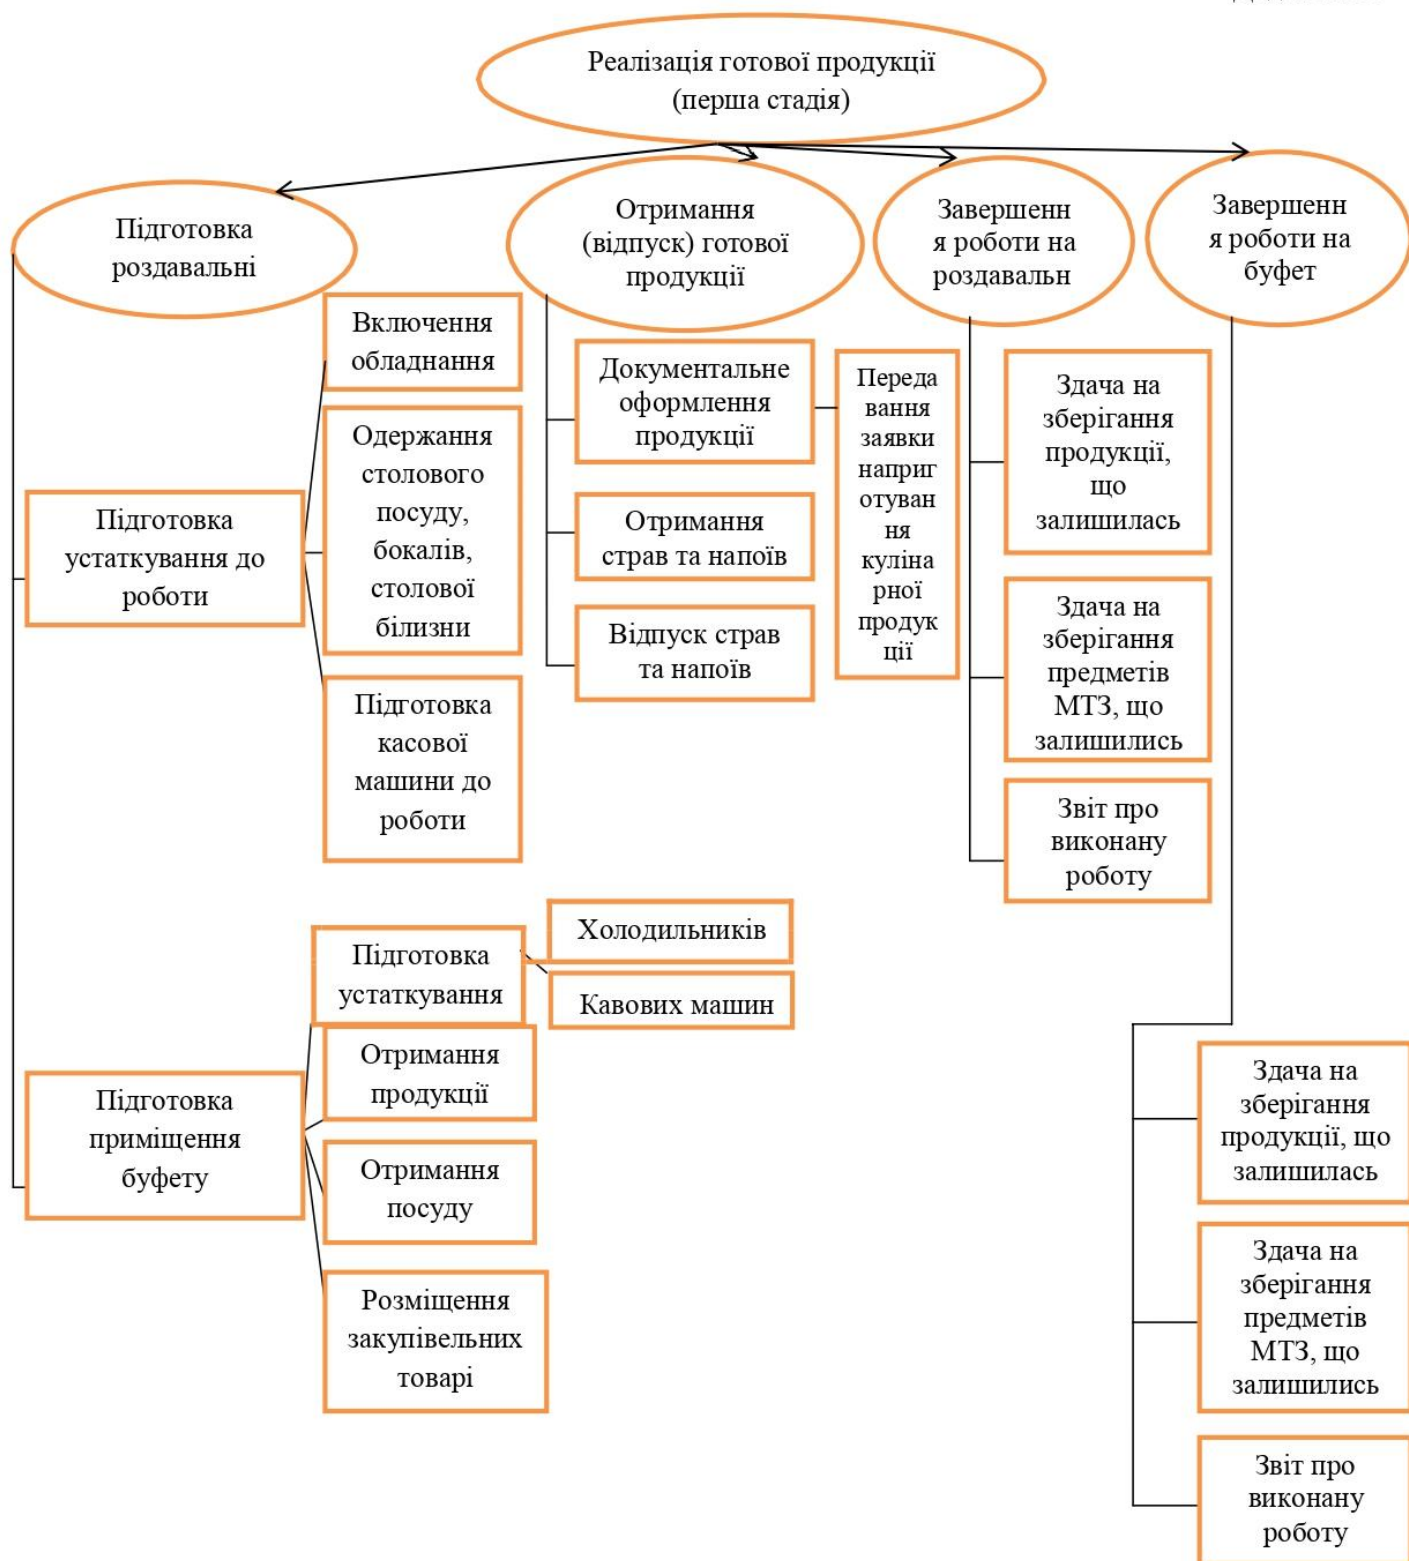 Реалізація готової продукції
(перша стадія)
Підготовка
роздавальні
Отримання
(відпуск) готової
продукції
Завершенн
я роботи на
роздавальн
Завершенн
я роботи на
буфет
Включення
обладнання
Одержання
столового
посуду,
бокалів,
столової
білизни
Підготовка
касової
машини до
роботи
Підготовка
устаткування до
роботи
Документальне
оформлення
продукції
Отримання
страв та напоїв
Відпуск страв
та напоїв
Переда
вання
заявки
наприг
отуван
ня
куліна
рної
продук
ції
Здача на
зберігання
продукції,
що
залишилась
Здача на
зберігання
предметів
МТЗ, що
залишились
Звіт про
виконану
роботу
Підготовка
устаткування
Холодильників
Кавових машин
Отримання
продукції
Підготовка
приміщення
буфету
Отримання
посуду
Розміщення
закупівельних
товарі
Здача на
зберігання
продукції, що
залишилась
Здача на
зберігання
предметів
МТЗ, що
залишились
Звіт про
виконану
роботу